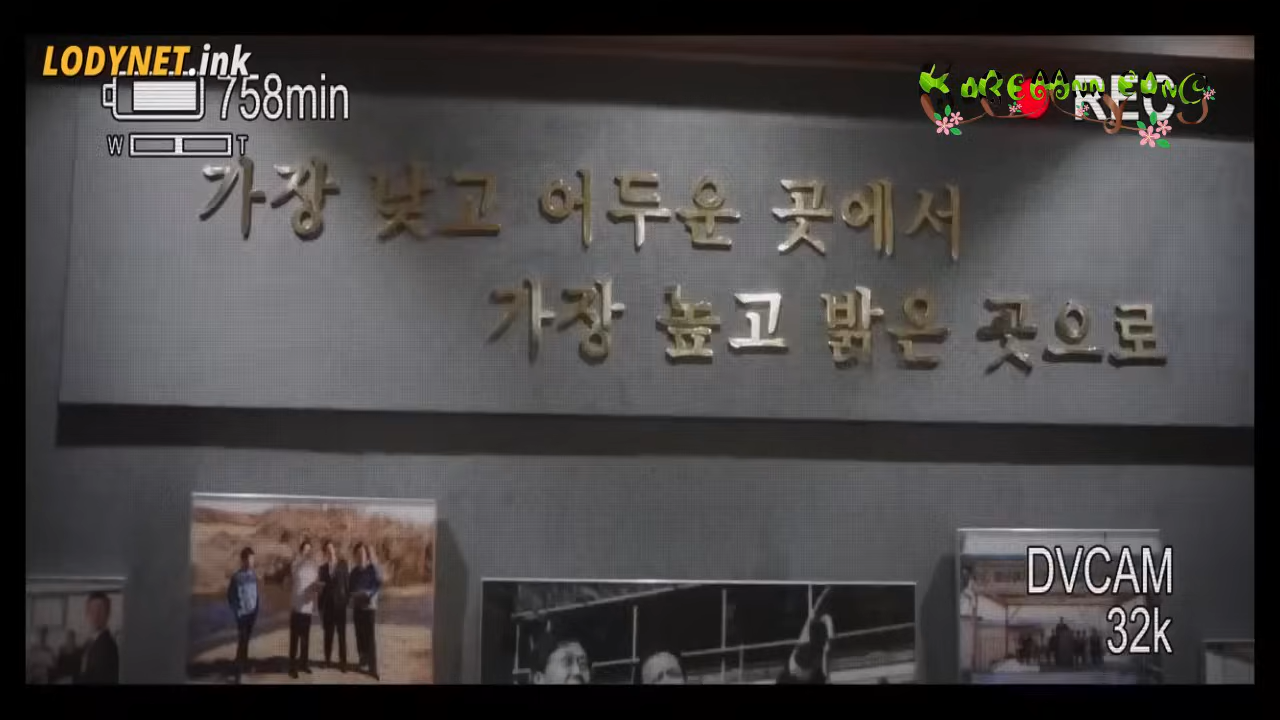 LODYNET.ink
758min
REC
W T
가장 낮고 어두운 곳에서
가장 높고 밝은 곳으로
DVCAM
32k